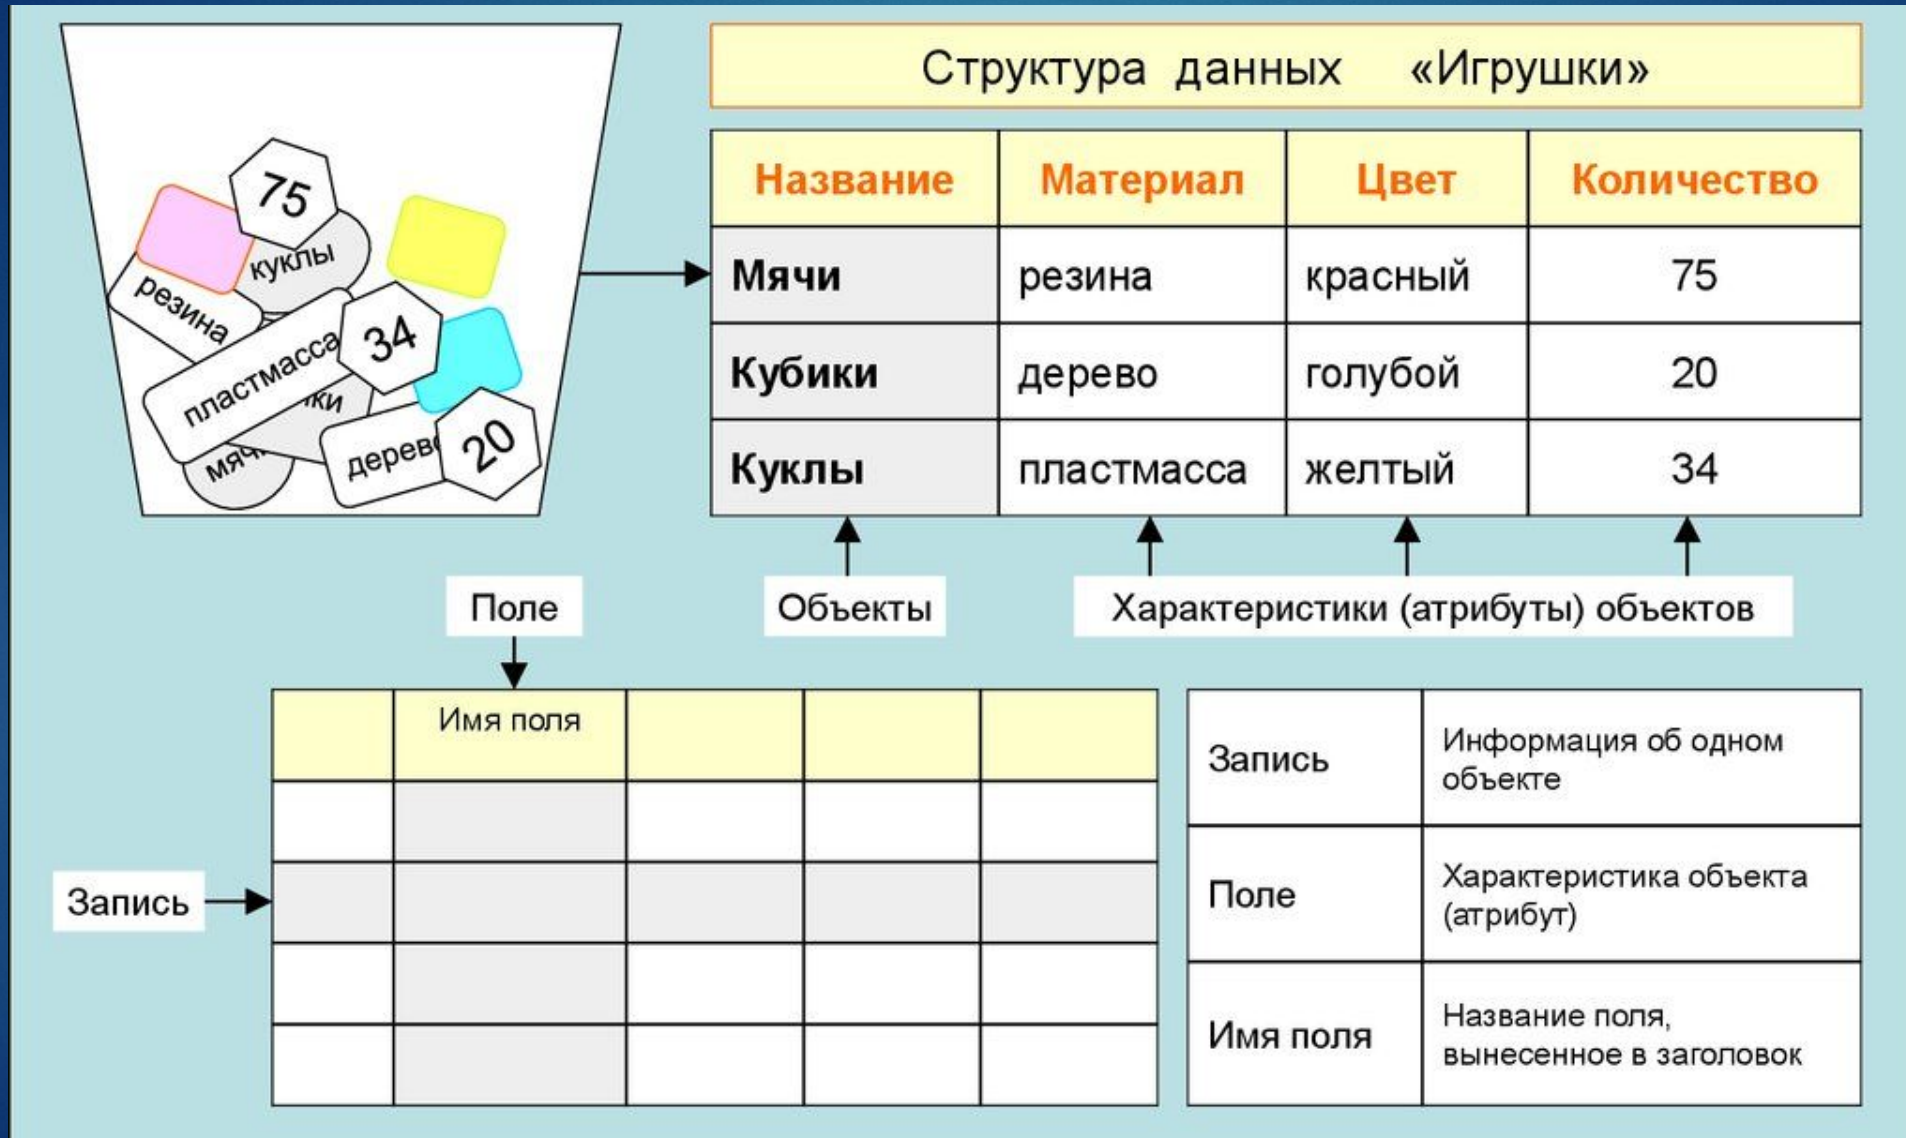 Структура данных «Игрушки»
75
куклы
резина
пластмасса
34
дерево
20
Название Материал Цвет Количество
Мячи резина красный 75
Кубики дерево голубой 20
Куклы пластмасса желтый 34
Поле
Объекты
Характеристики (атрибуты) объектов
Имя поля
Запись
Запись
Информация об одном
объекте
Поле
Характеристика объекта
(атрибут)
Имя поля
Название поля,
вынесенное в заголовок